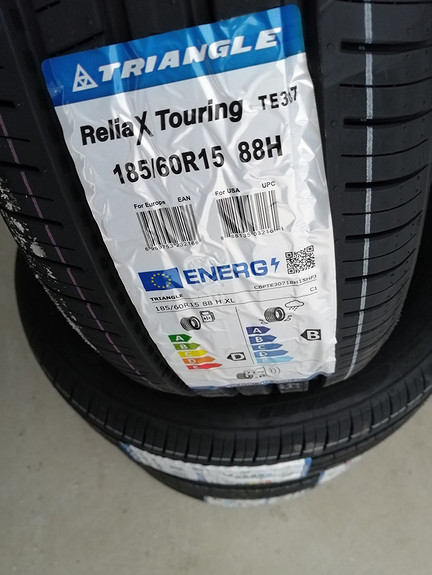 TRIANGLE
ReliaX Touring TE307
185/60R15 88H
For Europe EAN For USA UPC
ENERG
TRIANGLE
C1
185/60R15 88 H XL
A A
B B B
C C
D D